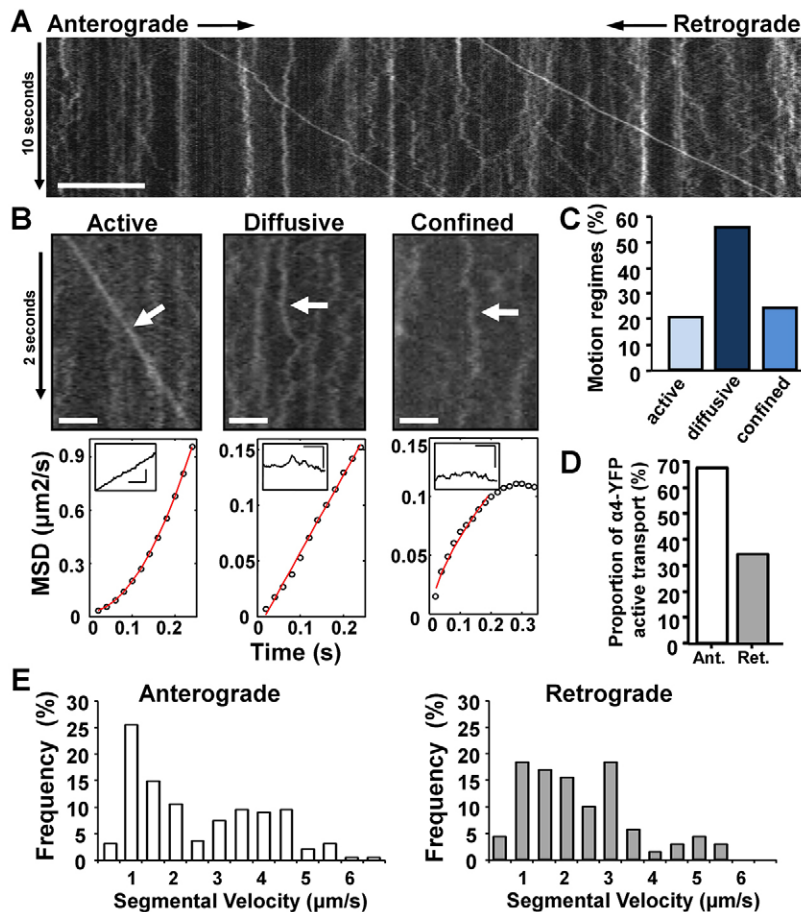 A
Anterograde
Retrograde
10 seconds
B
Active
Diffusive
Confined
2 seconds
MSD (μm2/s)
0.9
0.6
0.3
0
0 0.1 0.2
0.15
0.1
0.05
0
0 0.1 0.2
0.1
0.05
0
0 0.1 0.2 0.3
Time (s)
C
Motion regimes (%)
60
50
40
30
20
10
0
active
diffusive
confined
D
Proportion of α4-YFP
active transport (%)
70
60
50
40
30
20
10
0
Ant. Ret.
E
Anterograde
Frequency (%)
30
25
20
15
10
5
0
1 2 3 4 5 6
Segmental Velocity (μm/s)
Retrograde
Frequency (%)
30
25
20
15
10
5
0
1 2 3 4 5 6
Segmental Velocity (μm/s)